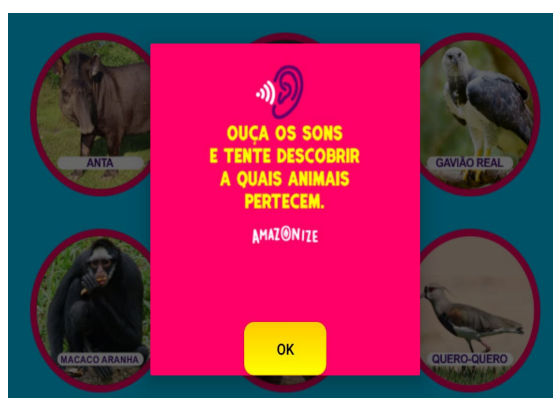 OUÇA OS SONS
E TENTE DESCOBRIR
A QUAIS ANIMAIS
PERTECEM.
AMAZONIZE
OK
ANTA
GAVIÃO REAL
MACACO ARANHA
QUERO-QUERO